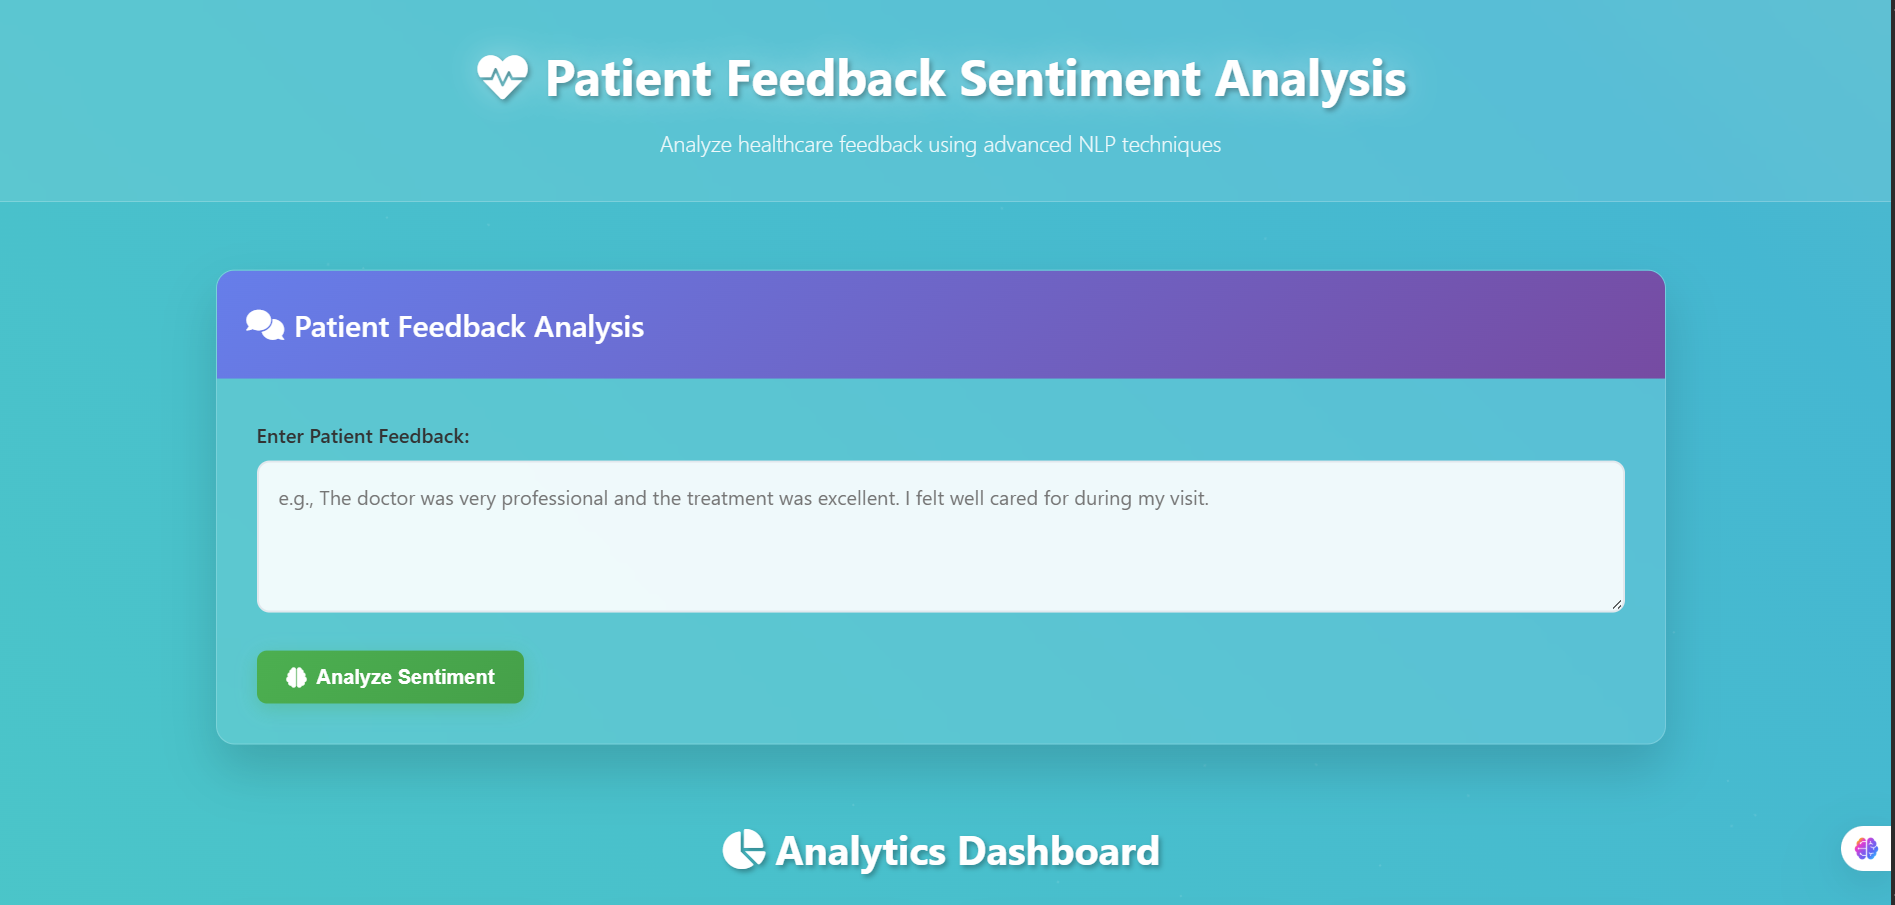 Patient Feedback Sentiment Analysis
Analyze healthcare feedback using advanced NLP techniques
Patient Feedback Analysis
Enter Patient Feedback:
e.g., The doctor was very professional and the treatment was excellent. I felt well cared for during my visit.
Analyze Sentiment
Analytics Dashboard